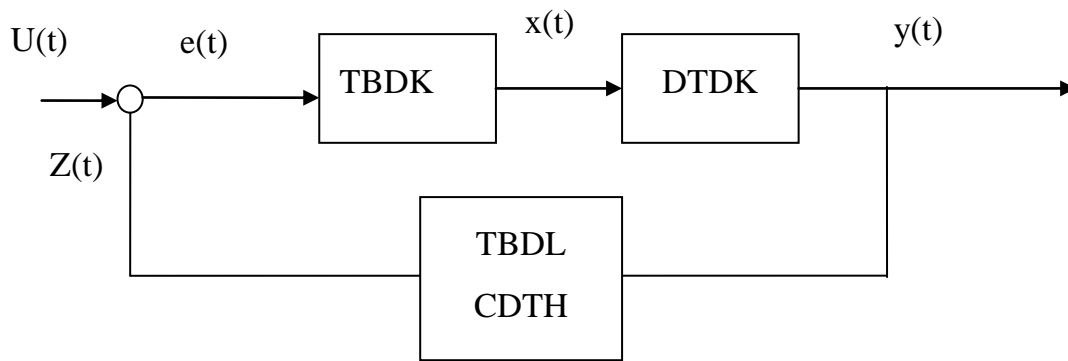 U(t)
e(t)
TBDK
x(t)
DTDK
y(t)
Z(t)
TBDL
CDTH